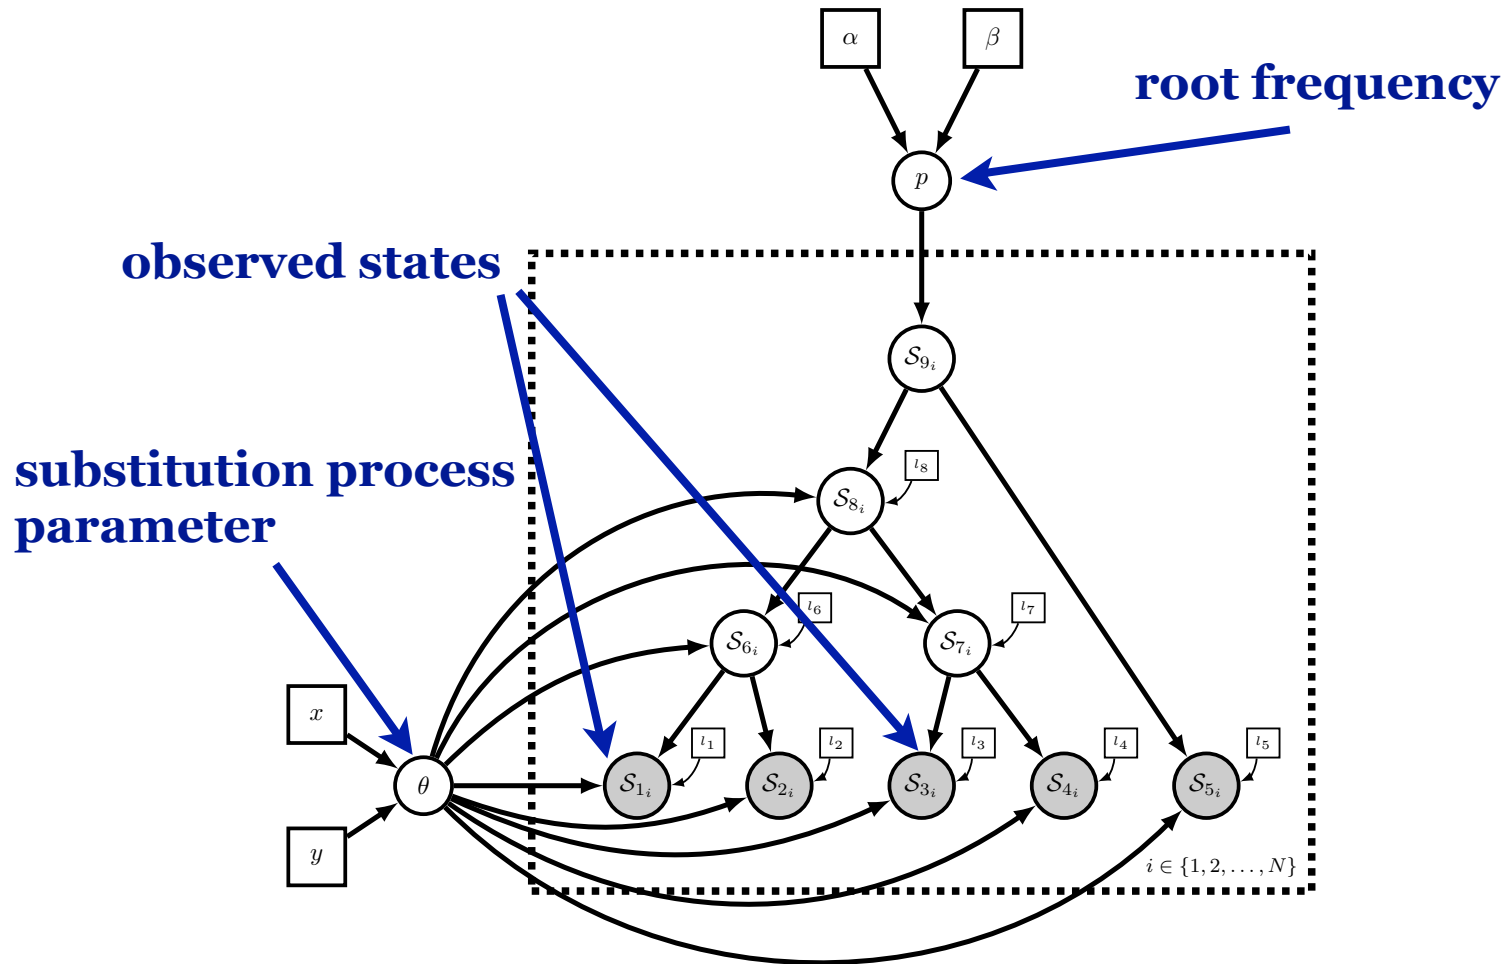 α
β
root frequency
p
observed states
𝒮9ᵢ
substitution process
parameter
l₈
𝒮8ᵢ
l₆
l₇
𝒮6ᵢ
𝒮7ᵢ
x
l₁
l₂
l₃
l₄
l₅
θ
𝒮1ᵢ
𝒮2ᵢ
𝒮3ᵢ
𝒮4ᵢ
𝒮5ᵢ
y
i ∈ {1, 2, . . . , N}